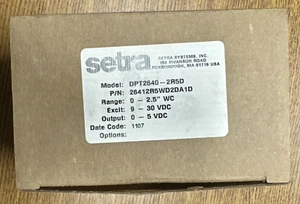 setra
SETRA SYSTEMS, INC.
159 SWANSON ROAD
BOXBOROUGH, MA 01719 USA
Model: DPT2640-2R5D
P/N: 26412R5WD2DA1D
Range: 0 - 2.5" WC
Excit: 9 - 30 VDC
Output: 0 - 5 VDC
Date Code: 1107
Options: